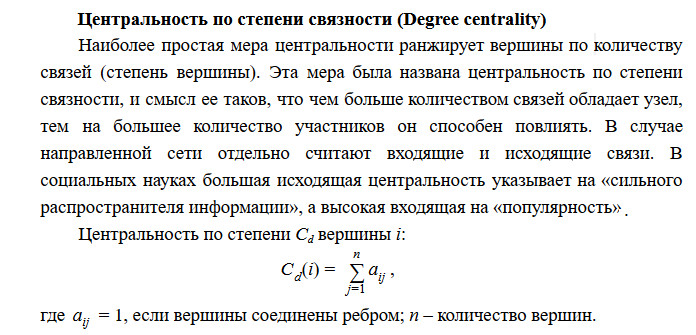 Центральность по степени связности (Degree centrality)
Наиболее простая мера центральности ранжирует вершины по количеству
связей (степень вершины). Эта мера была названа центральность по степени
связности, и смысл ее таков, что чем больше количеством связей обладает узел,
тем на большее количество участников он способен повлиять. В случае
направленной сети отдельно считают входящие и исходящие связи. В
социальных науках большая исходящая центральность указывает на «сильного
распространителя информации», а высокая входящая на «популярность».
Центральность по степени C_d вершины i:
C_d(i) = ∑_{j=1}^{n} a_{ij} ,
где a_{ij} = 1, если вершины соединены ребром; n – количество вершин.